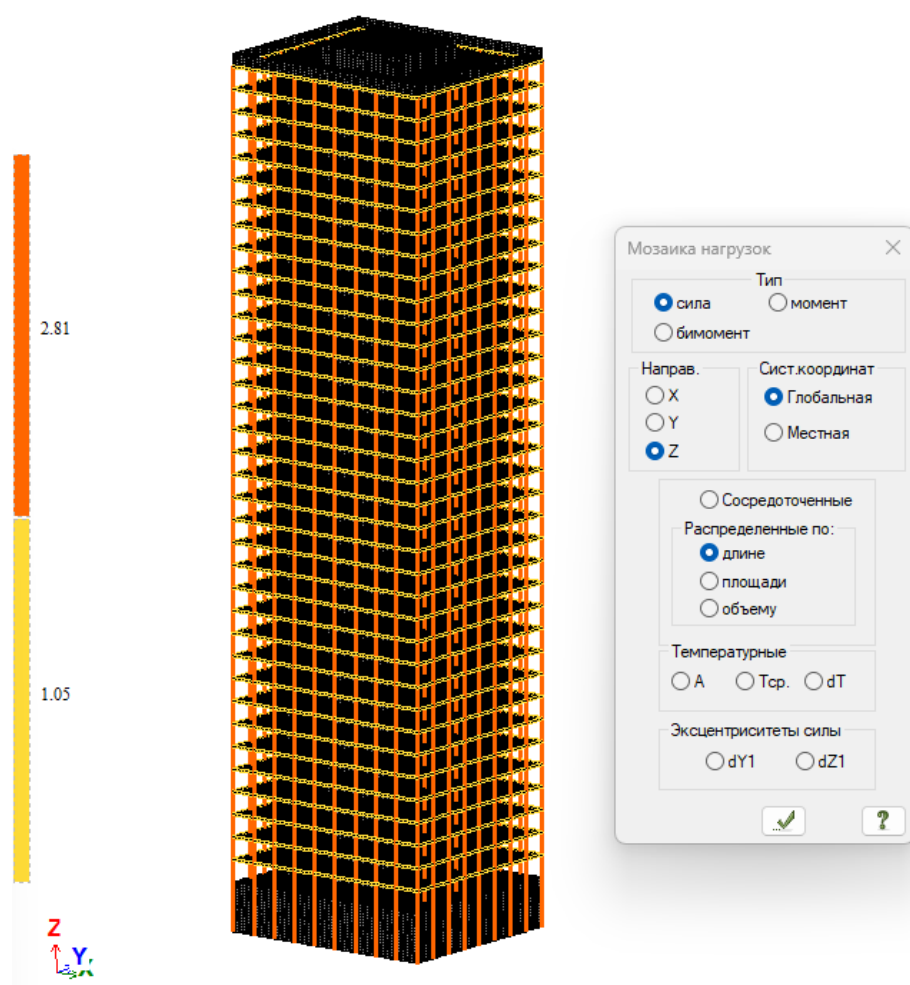 2.81
1.05
Z
Y
X
Мозаика нагрузок
Тип
сила
момент
бимомент
Направ.
X
Y
Z
Сист.координат
Глобальная
Местная
Сосредоточенные
Распределенные по:
длине
площади
объему
Температурные
A
Тср.
dT
Эксцентриситеты силы
dY1
dZ1
?